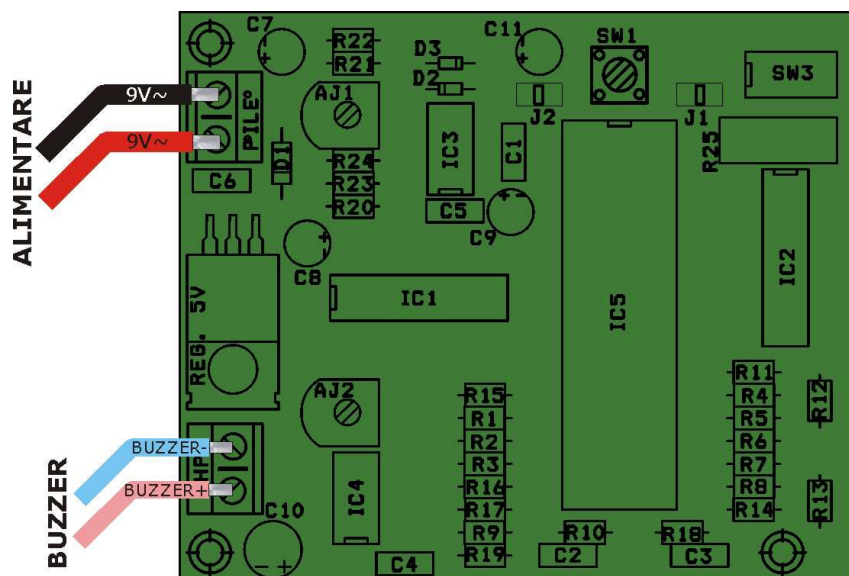 ALIMENTARE
9V~
9V~
BUZZER
BUZZER-
BUZZER+
C7
R22
R21
AJ1
PILE°
D1
C6
R24
R23
R20
D3
D2
IC3
C5
C11
SW1
J2
J1
SW3
R25
C1
C9
C8
REG. 5V
IC1
IC5
IC2
AJ2
HP
IC4
C10
C4
R15
R1
R2
R3
R16
R17
R9
R19
R10
C2
R18
C3
R11
R4
R5
R6
R7
R8
R14
R12
R13